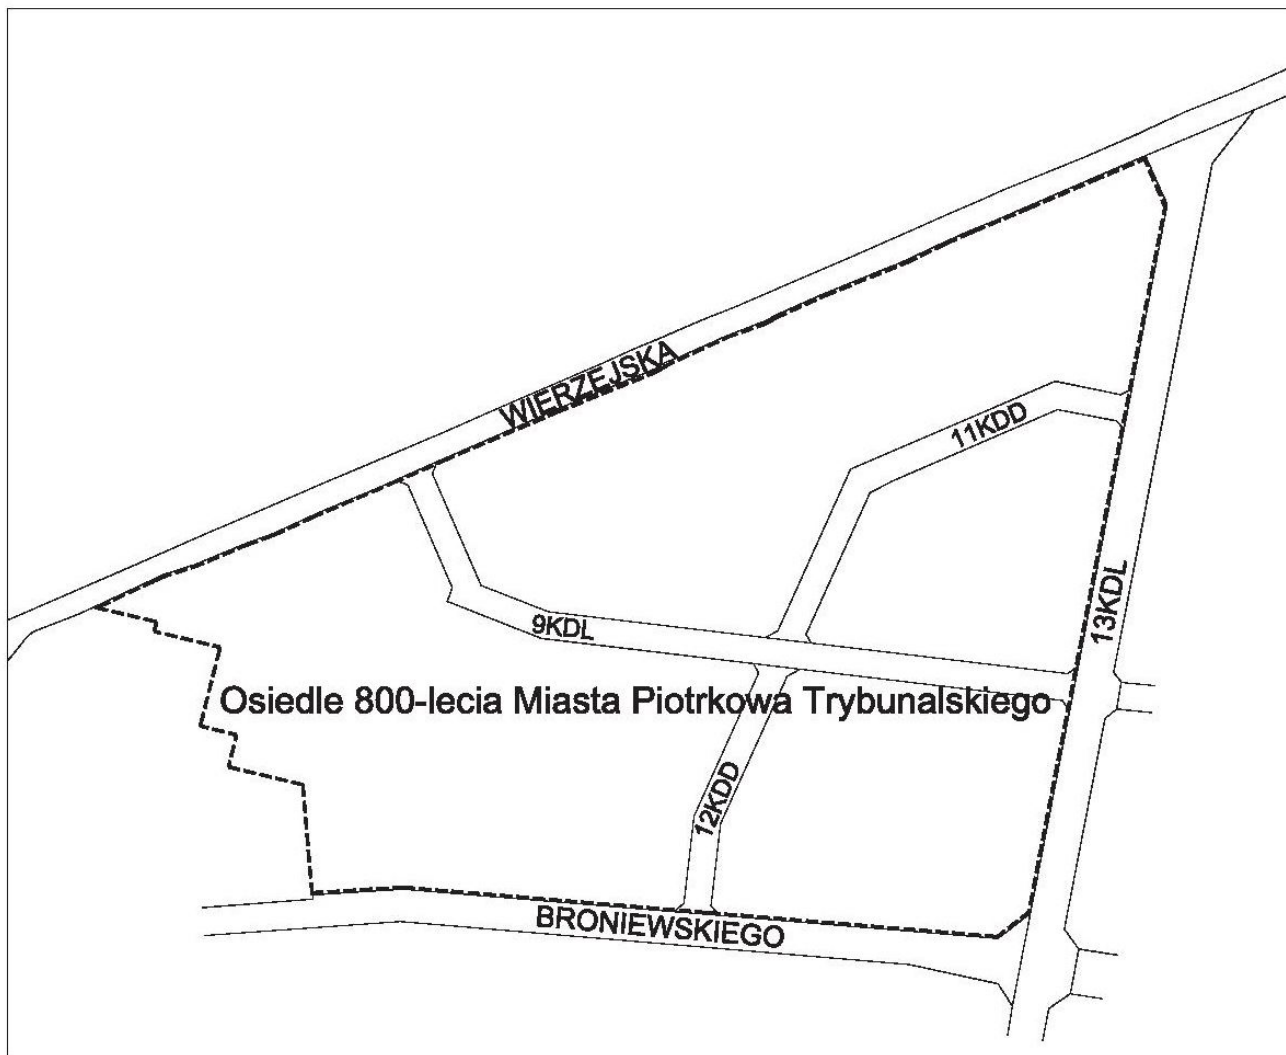 WIERZEJSKA
11KDD
13KDL
9KDL
Osiedle 800-lecia Miasta Piotrkowa Trybunalskiego
12KDD
BRONIEWSKIEGO